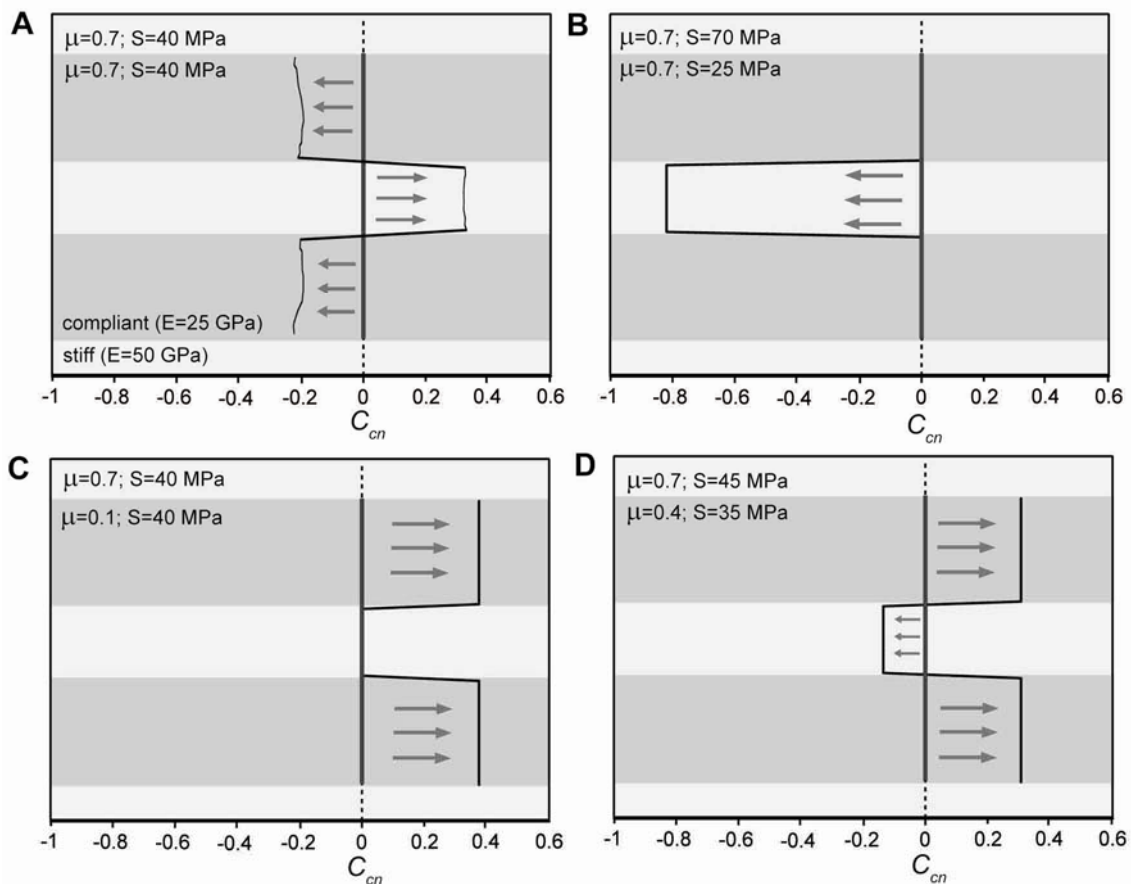 A
μ=0.7; S=40 MPa
μ=0.7; S=40 MPa
compliant (E=25 GPa)
stiff (E=50 GPa)
-1 -0.8 -0.6 -0.4 -0.2 0 0.2 0.4 0.6
Ccn
B
μ=0.7; S=70 MPa
μ=0.7; S=25 MPa
-1 -0.8 -0.6 -0.4 -0.2 0 0.2 0.4 0.6
Ccn
C
μ=0.7; S=40 MPa
μ=0.1; S=40 MPa
-1 -0.8 -0.6 -0.4 -0.2 0 0.2 0.4 0.6
Ccn
D
μ=0.7; S=45 MPa
μ=0.4; S=35 MPa
-1 -0.8 -0.6 -0.4 -0.2 0 0.2 0.4 0.6
Ccn